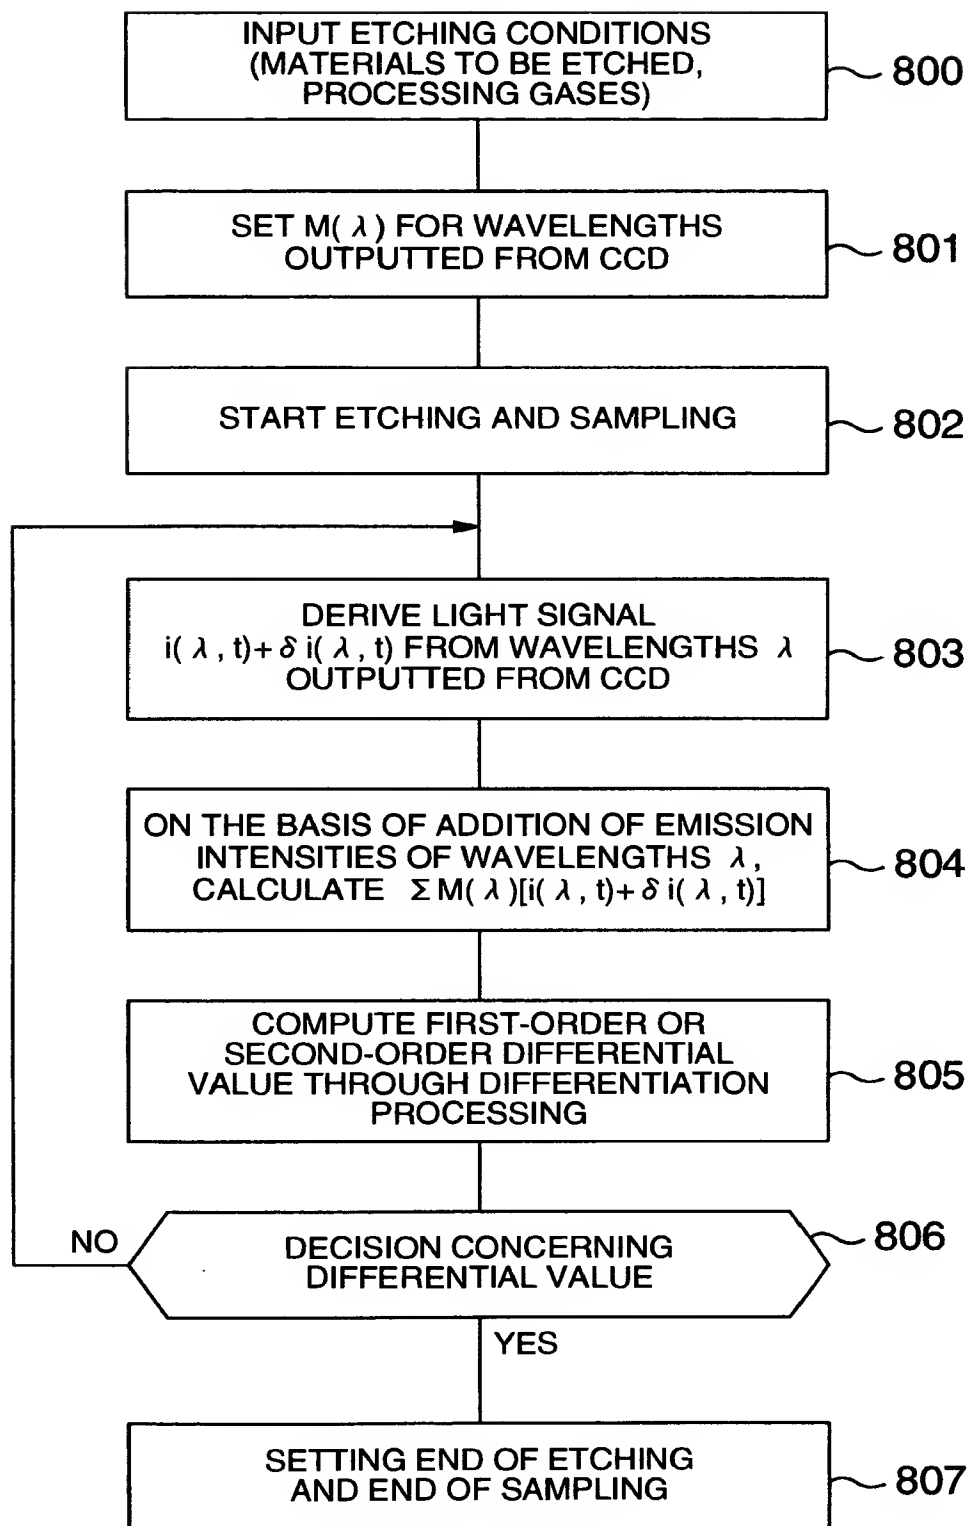 INPUT ETCHING CONDITIONS
(MATERIALS TO BE ETCHED,
PROCESSING GASES)
800
SET M(λ) FOR WAVELENGTHS
OUTPUTTED FROM CCD
801
START ETCHING AND SAMPLING
802
DERIVE LIGHT SIGNAL
i(λ, t)+δ i(λ, t) FROM WAVELENGTHS λ
OUTPUTTED FROM CCD
803
ON THE BASIS OF ADDITION OF EMISSION
INTENSITIES OF WAVELENGTHS λ,
CALCULATE Σ M(λ)[i(λ, t)+δ i(λ, t)]
804
COMPUTE FIRST-ORDER OR
SECOND-ORDER DIFFERENTIAL
VALUE THROUGH DIFFERENTIATION
PROCESSING
805
NO
DECISION CONCERNING
DIFFERENTIAL VALUE
806
YES
SETTING END OF ETCHING
AND END OF SAMPLING
807